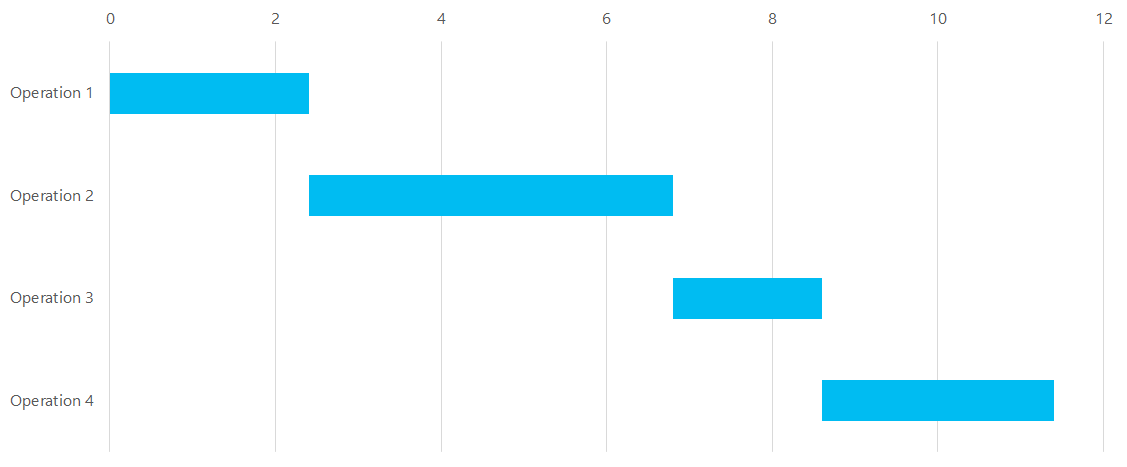 0 2 4 6 8 10 12
Operation 1
Operation 2
Operation 3
Operation 4